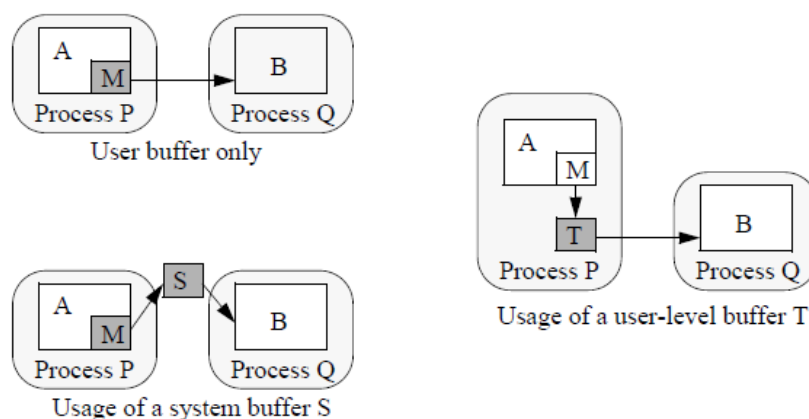 A
M
B
Process P
Process Q
User buffer only
A
M
S
B
Process P
Process Q
Usage of a system buffer S
A
M
T
B
Process P
Process Q
Usage of a user-level buffer T